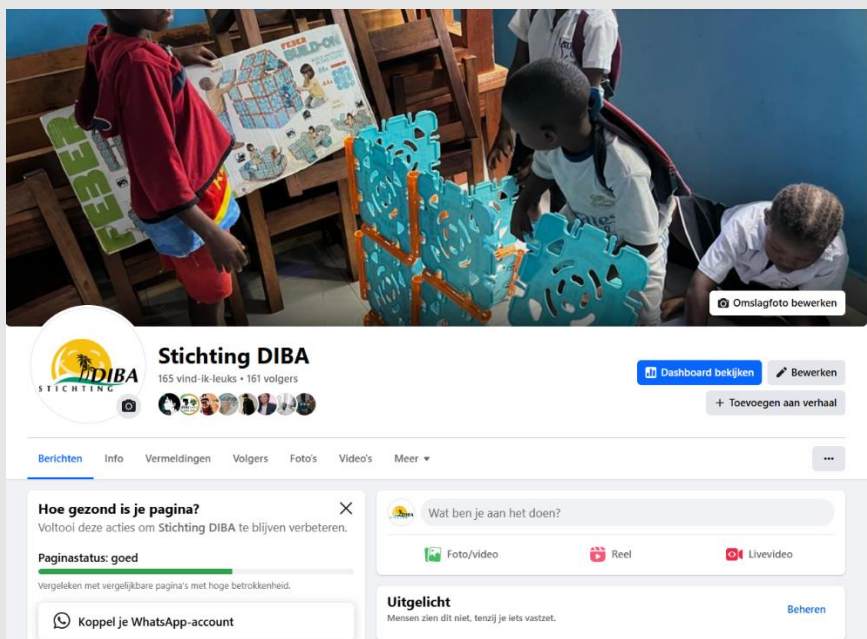 FEBER
BUILD-ON
FEBER
Omslagfoto bewerken
DIBA
STICHTING
Stichting DIBA
165 vind-ik-leuks • 161 volgers
Dashboard bekijken
Bewerken
+ Toevoegen aan verhaal
Berichten Info Vermeldingen Volgers Foto's Video's Meer
Hoe gezond is je pagina?
Voltooi deze acties om Stichting DIBA te blijven verbeteren.
Paginastatus: goed
Vergeleken met vergelijkbare pagina's met hoge betrokkenheid.
Koppel je WhatsApp-account
Wat ben je aan het doen?
Foto/video Reel Livevideo
Uitgelicht
Mensen zien dit niet, tenzij je iets vastzet.
Beheren